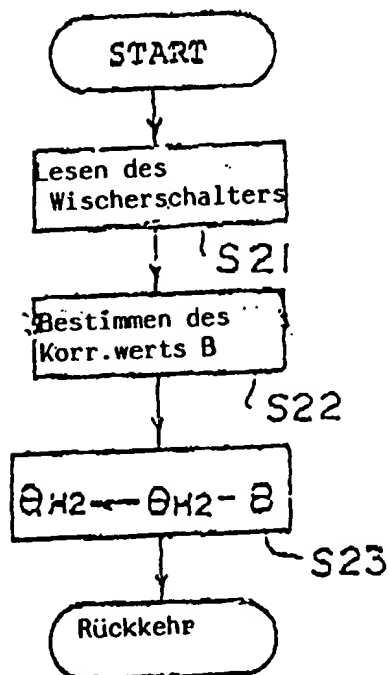 START
Lesen des
Wischerschalters
S21
Bestimmen des
Korr.werts B
S22
θH2 ← θH2 - B
S23
Rückkehr